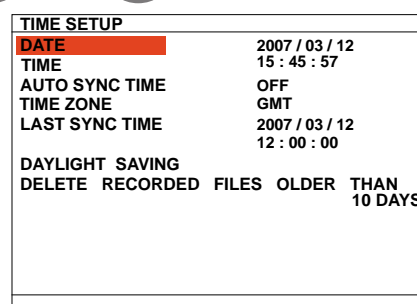 TIME SETUP
DATE 2007 / 03 / 12
TIME 15 : 45 : 57
AUTO SYNC TIME OFF
TIME ZONE GMT
LAST SYNC TIME 2007 / 03 / 12
12 : 00 : 00
DAYLIGHT SAVING
DELETE RECORDED FILES OLDER THAN
10 DAYS